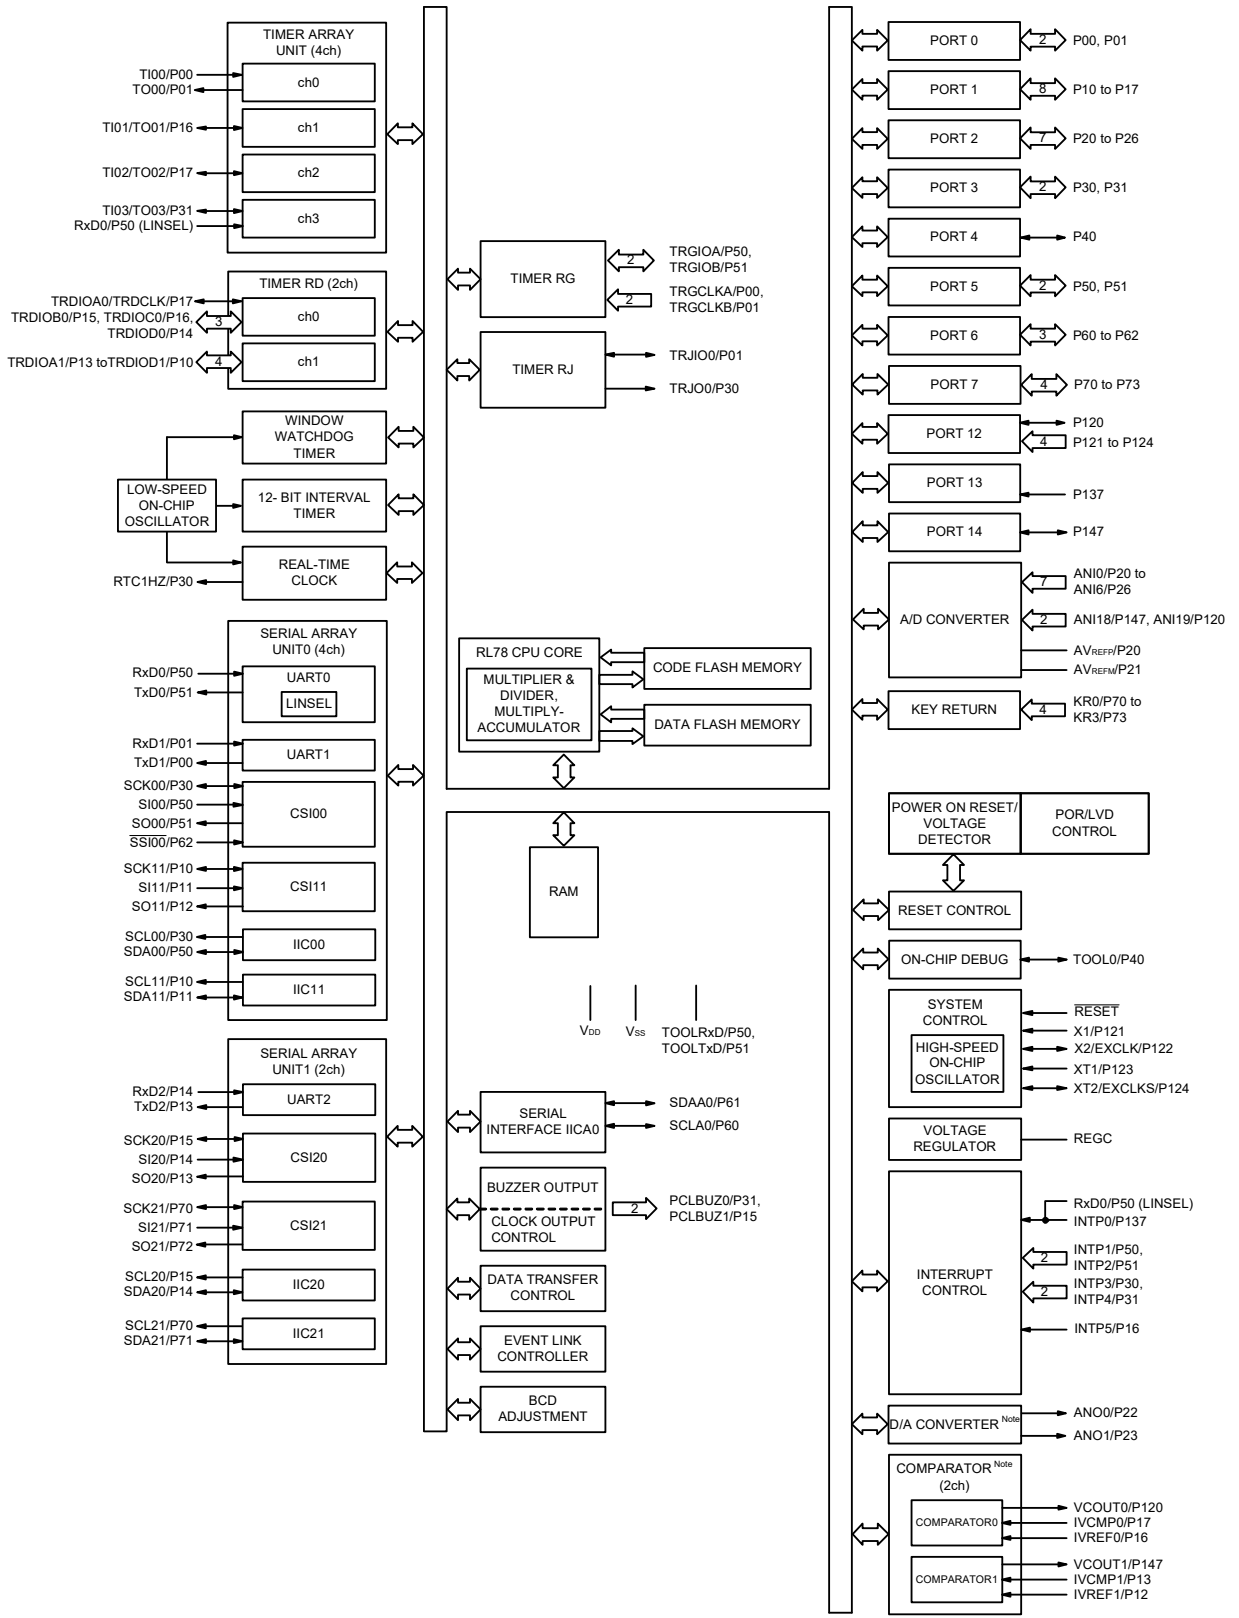 TIMER ARRAY
UNIT (4ch)
TI00/P00
TO00/P01
ch0
TI01/TO01/P16
ch1
TI02/TO02/P17
ch2
TI03/TO03/P31
RxD0/P50 (LINSEL)
ch3
TIMER RD (2ch)
TRDIOA0/TRDCLK/P17
TRDIOB0/P15, TRDIOC0/P16,
TRDIOD0/P14
3
ch0
TRDIOA1/P13 toTRDIOD1/P10
4
ch1
WINDOW
WATCHDOG
TIMER
LOW-SPEED
ON-CHIP
OSCILLATOR
12- BIT INTERVAL
TIMER
REAL-TIME
CLOCK
RTC1HZ/P30
SERIAL ARRAY
UNIT0 (4ch)
RxD0/P50
TxD0/P51
UART0
LINSEL
RxD1/P01
TxD1/P00
UART1
SCK00/P30
SI00/P50
SO00/P51
SSI00/P62
CSI00
SCK11/P10
SI11/P11
SO11/P12
CSI11
SCL00/P30
SDA00/P50
IIC00
SCL11/P10
SDA11/P11
IIC11
SERIAL ARRAY
UNIT1 (2ch)
RxD2/P14
TxD2/P13
UART2
SCK20/P15
SI20/P14
SO20/P13
CSI20
SCK21/P70
SI21/P71
SO21/P72
CSI21
SCL20/P15
SDA20/P14
IIC20
SCL21/P70
SDA21/P71
IIC21
TIMER RG
2
TRGIOA/P50,
TRGIOB/P51
2
TRGCLKA/P00,
TRGCLKB/P01
TIMER RJ
TRJIO0/P01
TRJO0/P30
RL78 CPU CORE
MULTIPLIER &
DIVIDER,
MULTIPLY-
ACCUMULATOR
CODE FLASH MEMORY
DATA FLASH MEMORY
RAM
VDD
VSS
TOOLRxD/P50,
TOOLTxD/P51
SERIAL
INTERFACE IICA0
SDAA0/P61
SCLA0/P60
BUZZER OUTPUT
CLOCK OUTPUT
CONTROL
2
PCLBUZ0/P31,
PCLBUZ1/P15
DATA TRANSFER
CONTROL
EVENT LINK
CONTROLLER
BCD
ADJUSTMENT
PORT 0
2
P00, P01
PORT 1
8
P10 to P17
PORT 2
7
P20 to P26
PORT 3
2
P30, P31
PORT 4
P40
PORT 5
2
P50, P51
PORT 6
3
P60 to P62
PORT 7
4
P70 to P73
PORT 12
P120
4
P121 to P124
PORT 13
P137
PORT 14
P147
A/D CONVERTER
7
ANI0/P20 to
ANI6/P26
2
ANI18/P147, ANI19/P120
AVREFP/P20
AVREFM/P21
KEY RETURN
4
KR0/P70 to
KR3/P73
POWER ON RESET/
VOLTAGE
DETECTOR
POR/LVD
CONTROL
RESET CONTROL
ON-CHIP DEBUG
TOOL0/P40
SYSTEM
CONTROL
HIGH-SPEED
ON-CHIP
OSCILLATOR
RESET
X1/P121
X2/EXCLK/P122
XT1/P123
XT2/EXCLKS/P124
VOLTAGE
REGULATOR
REGC
INTERRUPT
CONTROL
RxD0/P50 (LINSEL)
INTP0/P137
2
INTP1/P50,
INTP2/P51
2
INTP3/P30,
INTP4/P31
INTP5/P16
D/A CONVERTER Note
ANO0/P22
ANO1/P23
COMPARATOR Note
(2ch)
COMPARATOR0
VCOUT0/P120
IVCMP0/P17
IVREF0/P16
COMPARATOR1
VCOUT1/P147
IVCMP1/P13
IVREF1/P12